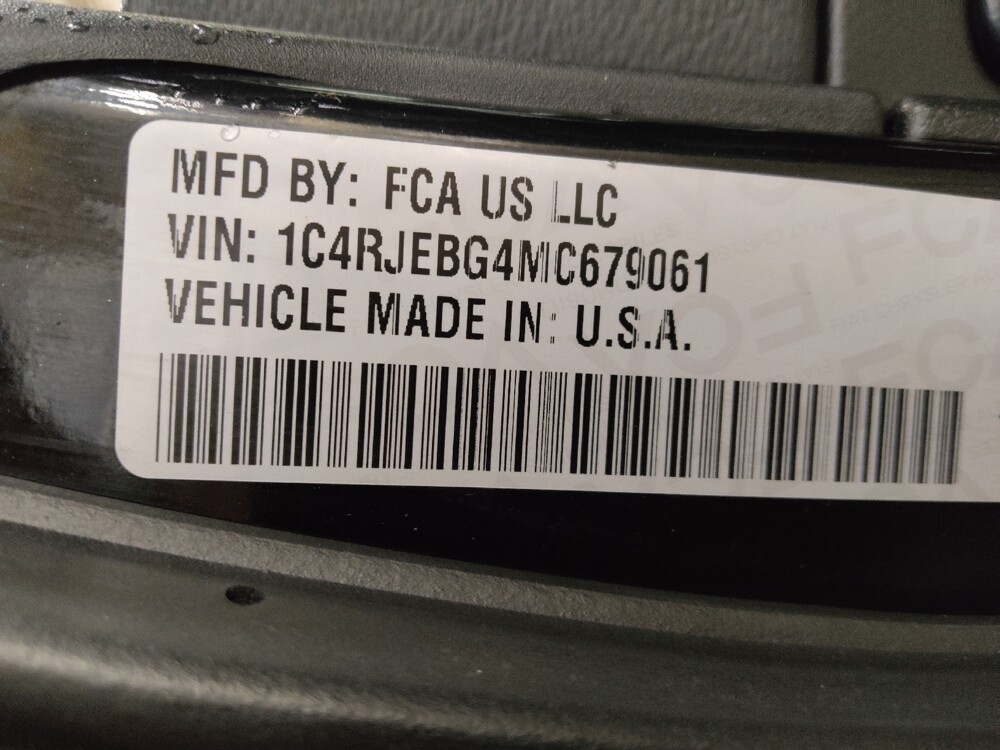 MFD BY: FCA US LLC
VIN: 1C4RJEBG4MC679061
VEHICLE MADE IN: U.S.A.